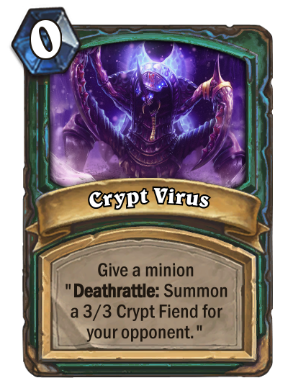 0
Crypt Virus
Give a minion
"Deathrattle: Summon
a 3/3 Crypt Fiend for
your opponent."